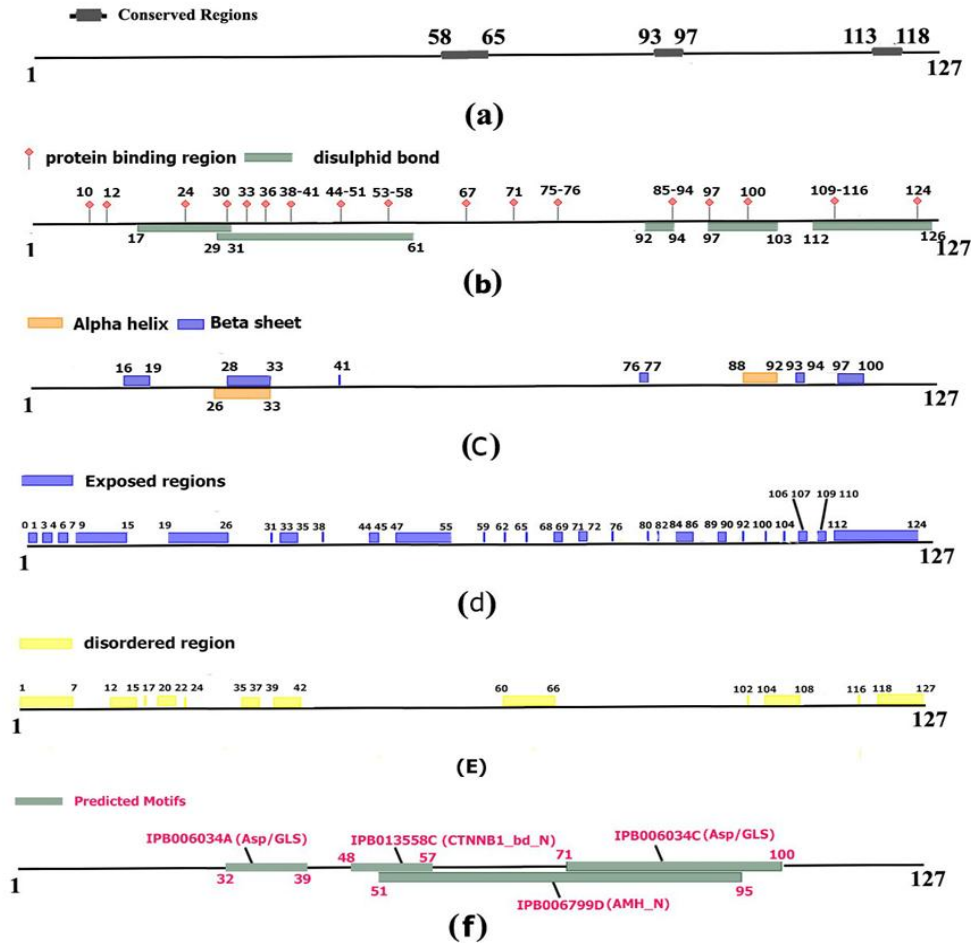 Conserved Regions
58 65 93 97 113 118
1 127
(a)
protein binding region disulphid bond
10 12 24 30 33 36 38-41 44-51 53-58 67 71 75-76 85-94 97 100 109-116 124
1 17 29 31 61 92 94 97 103 112 126 127
(b)
Alpha helix Beta sheet
16 19 28 33 41 76 77 88 92 93 94 97 100
1 26 33 127
(C)
Exposed regions
106 107 109 110
0 1 3 4 6 7 9 15 19 26 31 33 35 38 44 45 47 55 59 62 65 68 69 71 72 76 80 82 84 86 89 90 92 100 104 112 124
1 127
(d)
disordered region
1 7 12 15 17 20 22 24 35 37 39 42 60 66 102 104 108 116 118 127
1 127
(E)
Predicted Motifs
IPB006034A (Asp/GLS) IPB013558C (CTNNB1_bd_N) IPB006034C (Asp/GLS)
48 57 71 100
1 32 39 51 95 127
IPB006799D (AMH_N)
(f)